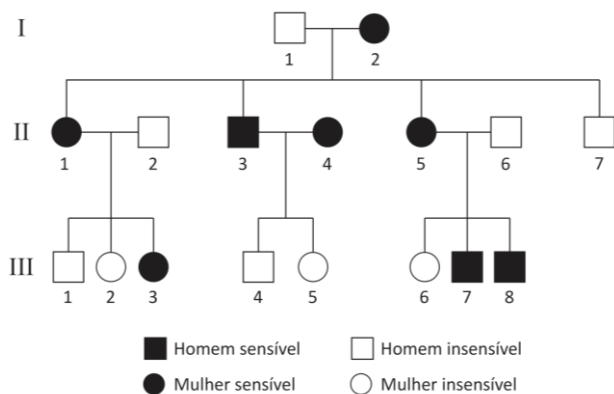 I
1 2
II
1 2 3 4 5 6 7
III
1 2 3 4 5 6 7 8
Homem sensível Homem insensível
Mulher sensível Mulher insensível